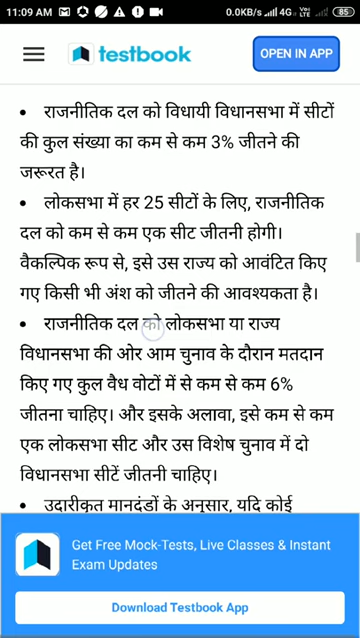 11:09 AM 0.0KB/s 4G Vo LTE 85
testbook
OPEN IN APP
• राजनीतिक दल को विधायी विधानसभा में सीटों
की कुल संख्या का कम से कम 3% जीतने की
जरूरत है।
• लोकसभा में हर 25 सीटों के लिए, राजनीतिक
दल को कम से कम एक सीट जीतनी होगी।
वैकल्पिक रूप से, इसे उस राज्य को आवंटित किए
गए किसी भी अंश को जीतने की आवश्यकता है।
• राजनीतिक दल को लोकसभा या राज्य
विधानसभा की ओर आम चुनाव के दौरान मतदान
किए गए कुल वैध वोटों में से कम से कम 6%
जीतना चाहिए। और इसके अलावा, इसे कम से कम
एक लोकसभा सीट और उस विशेष चुनाव में दो
विधानसभा सीटें जीतनी चाहिए।
• उदारीकृत मानदंडों के अनुसार, यदि कोई
Get Free Mock-Tests, Live Classes & Instant
Exam Updates
Download Testbook App